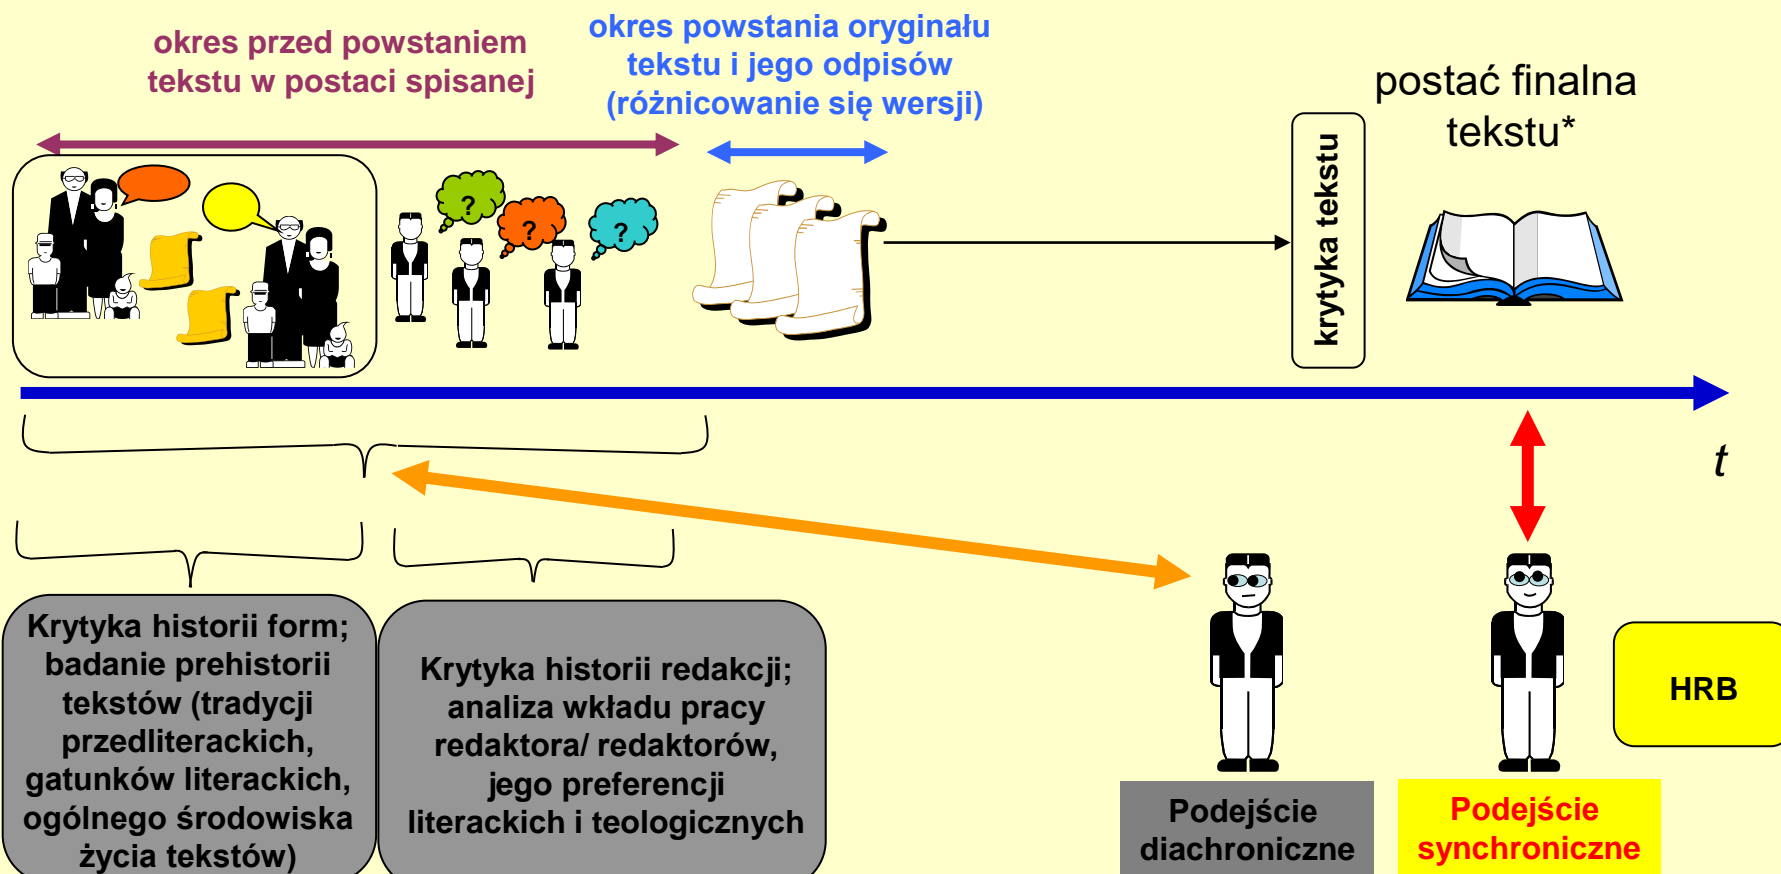 okres przed powstaniem
tekstu w postaci spisanej
okres powstania oryginału
tekstu i jego odpisów
(różnicowanie się wersji)
postać finalna
tekstu*
krytyka tekstu
?
?
?
t
Krytyka historii form;
badanie prehistorii
tekstów (tradycji
przedliterackich,
gatunków literackich,
ogólnego środowiska
życia tekstów)
Krytyka historii redakcji;
analiza wkładu pracy
redaktora/ redaktorów,
jego preferencji
literackich i teologicznych
HRB
Podejście
diachroniczne
Podejście
synchroniczne